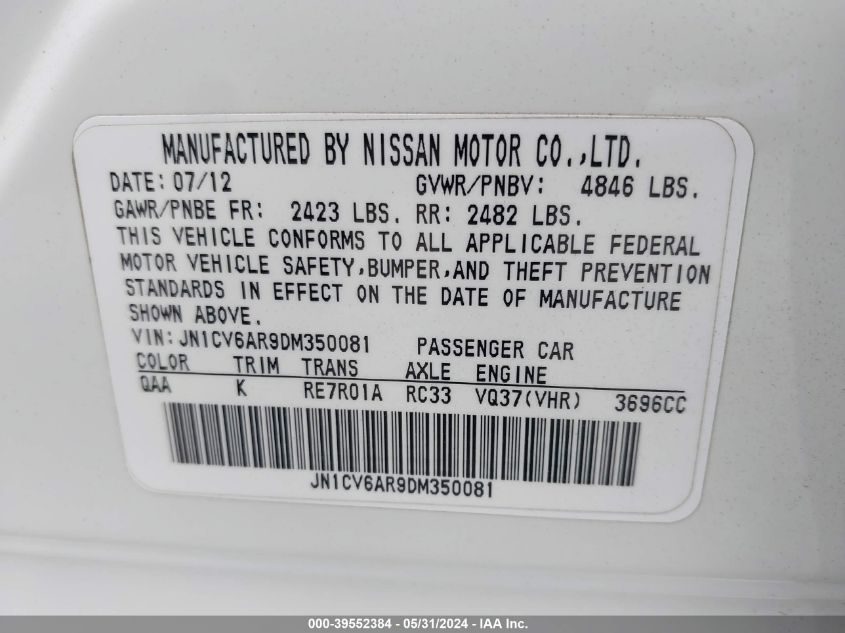 MANUFACTURED BY NISSAN MOTOR CO.,LTD.
DATE:07/12 GVWR/PNBV: 4846 LBS.
GAWR/PNBE FR: 2423 LBS. RR: 2482 LBS.
THIS VEHICLE CONFORMS TO ALL APPLICABLE FEDERAL
MOTOR VEHICLE SAFETY,BUMPER,AND THEFT PREVENTION
STANDARDS IN EFFECT ON THE DATE OF MANUFACTURE
SHOWN ABOVE.
VIN:JN1CV6AR9DM350081 PASSENGER CAR
COLOR TRIM TRANS AXLE ENGINE
QAA K RE7R01A RC33 VQ37(VHR) 3696CC
JN1CV6AR9DM350081
000-39552384 - 05/31/2024 - IAA Inc.